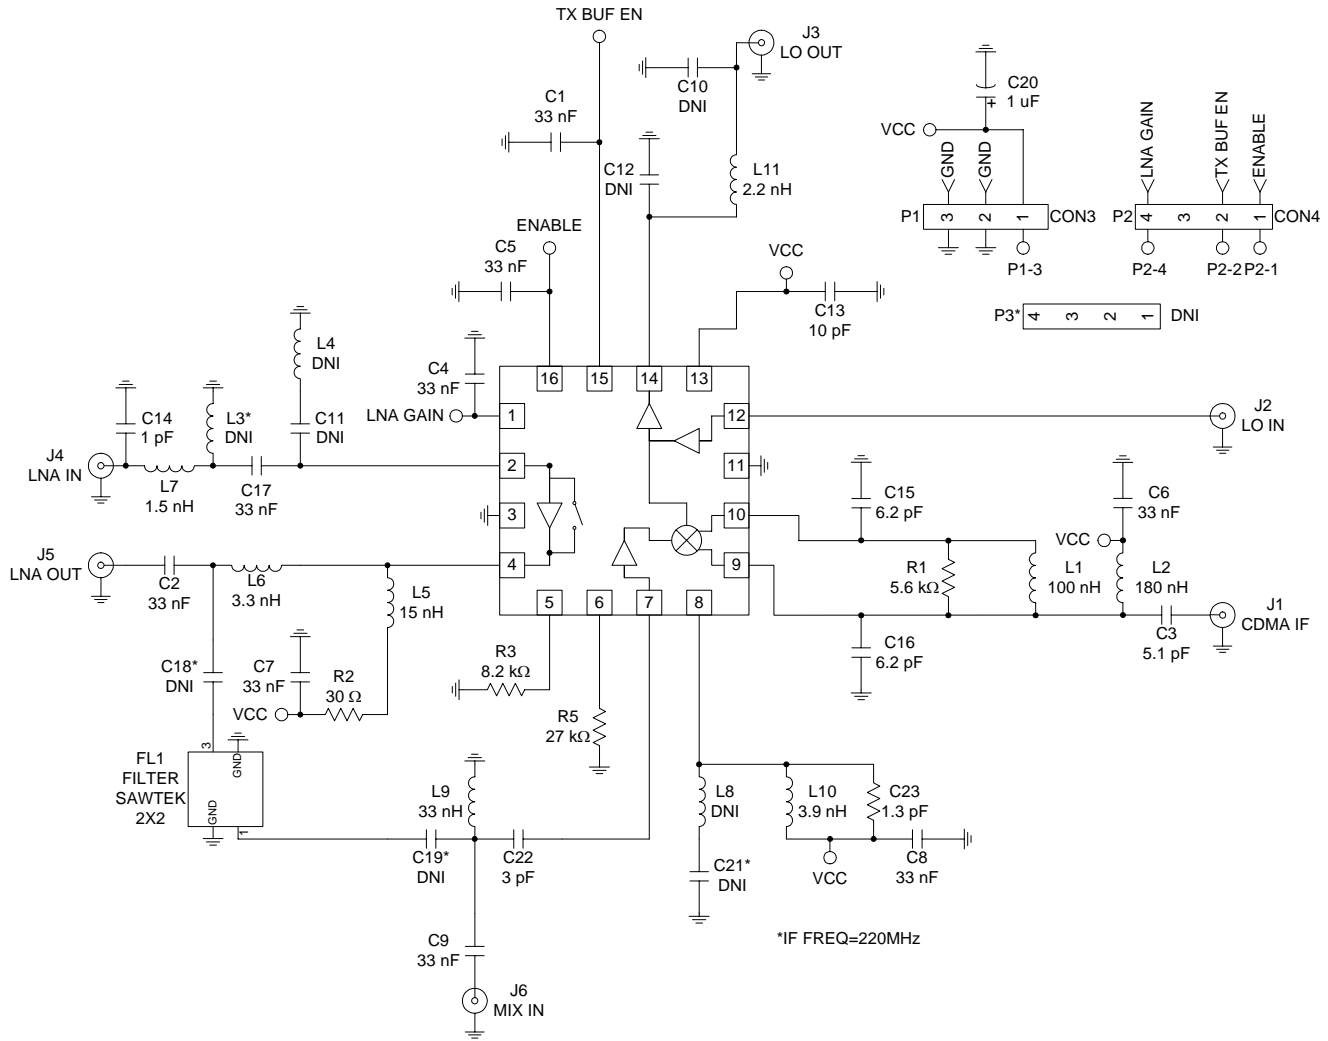 TX BUF EN
J3
LO OUT
C10
DNI
C1
33 nF
C12
DNI
L11
2.2 nH
C20
1 uF
+
VCC
GND
GND
P1
3
2
1
CON3
P1-3
LNA GAIN
TX BUF EN
ENABLE
P2
4
3
2
1
CON4
P2-4
P2-2
P2-1
P3*
4
3
2
1
DNI
ENABLE
C5
33 nF
VCC
C13
10 pF
L4
DNI
C4
33 nF
LNA GAIN
16
15
14
13
1
2
3
4
5
6
7
8
12
11
10
9
C14
1 pF
L3*
DNI
C11
DNI
J4
LNA IN
L7
1.5 nH
C17
33 nF
J2
LO IN
C15
6.2 pF
C6
33 nF
VCC
J5
LNA OUT
C2
33 nF
L6
3.3 nH
L5
15 nH
R1
5.6 kΩ
L1
100 nH
L2
180 nH
J1
CDMA IF
C3
5.1 pF
C16
6.2 pF
C18*
DNI
C7
33 nF
R2
30 Ω
VCC
R3
8.2 kΩ
R5
27 kΩ
FL1
FILTER
SAWTEK
2X2
3
GND
GND
1
L9
33 nH
C19*
DNI
C22
3 pF
L8
DNI
L10
3.9 nH
C23
1.3 pF
C21*
DNI
VCC
C8
33 nF
*IF FREQ=220MHz
C9
33 nF
J6
MIX IN